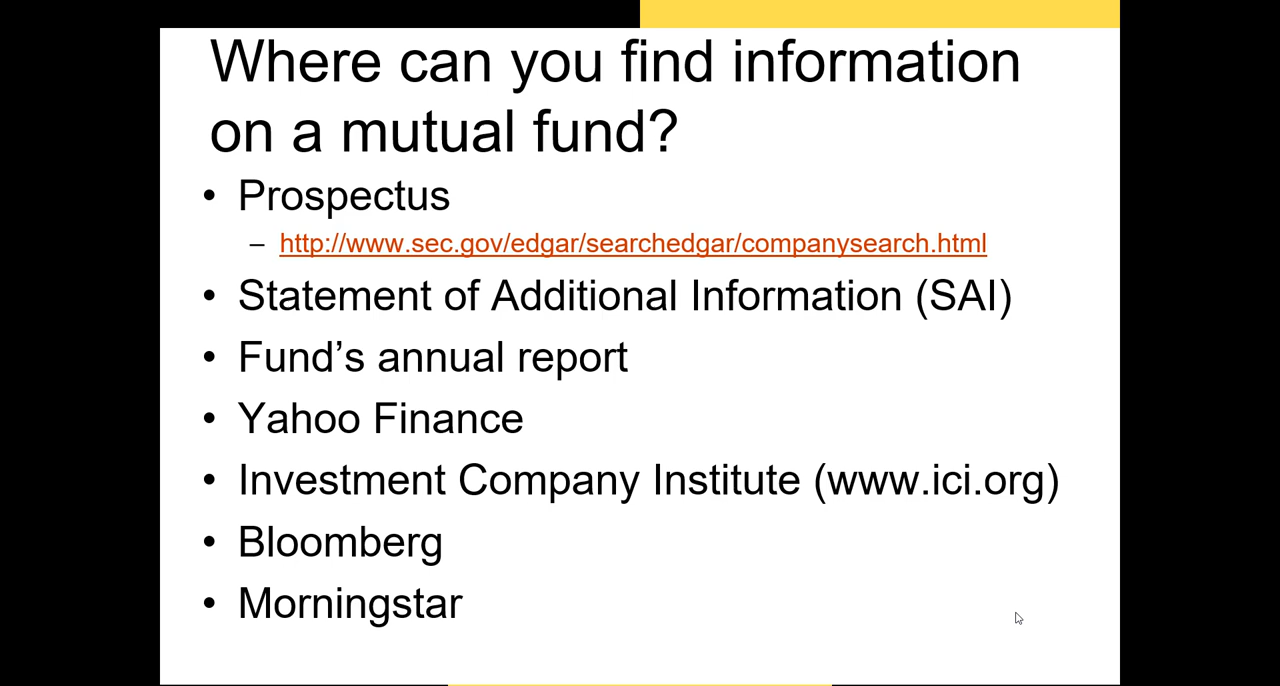 Where can you find information
on a mutual fund?
• Prospectus
– http://www.sec.gov/edgar/searchedgar/companysearch.html
• Statement of Additional Information (SAI)
• Fund’s annual report
• Yahoo Finance
• Investment Company Institute (www.ici.org)
• Bloomberg
• Morningstar